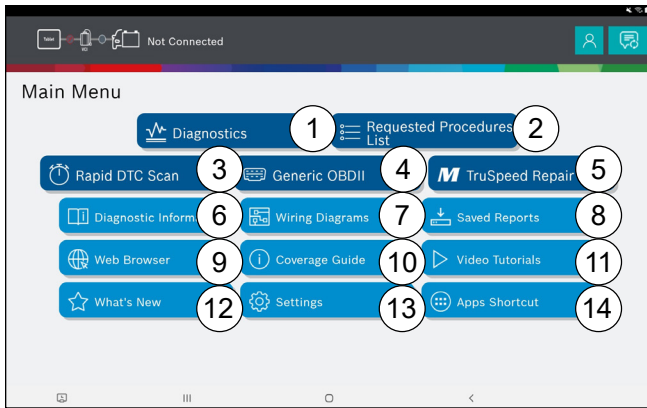 Tablet
VCI
Not Connected
Main Menu
Diagnostics 1
Requested Procedures
List 2
Rapid DTC Scan 3
Generic OBDII 4
TruSpeed Repair 5
Diagnostic Inform 6
Wiring Diagrams 7
Saved Reports 8
Web Browser 9
Coverage Guide 10
Video Tutorials 11
What's New 12
Settings 13
Apps Shortcut 14